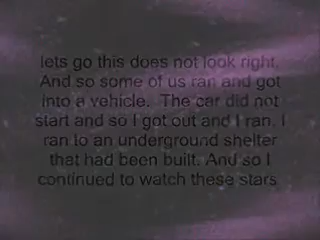 lets go this does not look right.
And so some of us ran and got
into a vehicle.  The car did not
start and so I got out and I ran. I
ran to an underground shelter
that had been built. And so I
continued to watch these stars